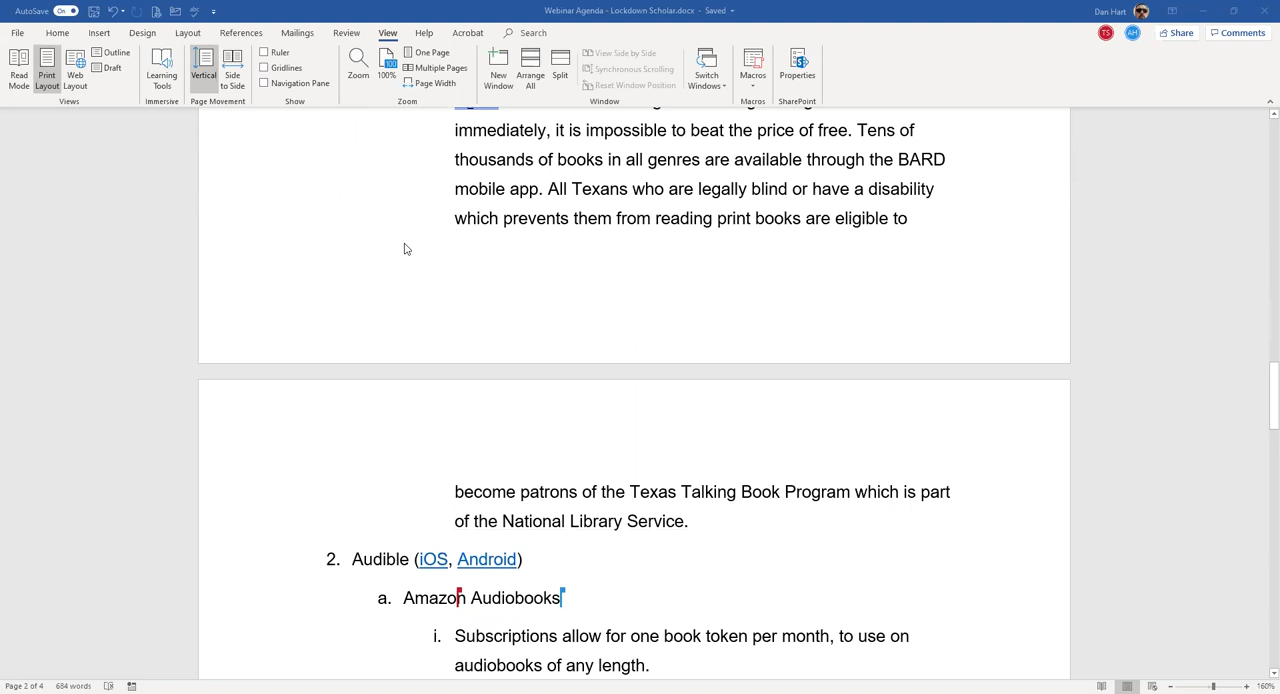 AutoSave On
Webinar Agenda - Lockdown Scholar.docx - Saved
Dan Hart
File Home Insert Design Layout References Mailings Review View Help Acrobat Search
TS AH Share Comments
Read Mode
Print Layout
Web Layout
Outline
Draft
Views
Learning Tools
Immersive
Vertical
Side to Side
Page Movement
Ruler
Gridlines
Navigation Pane
Show
Zoom
100
100%
One Page
Multiple Pages
Page Width
Zoom
New Window
Arrange All
Split
View Side by Side
Synchronous Scrolling
Reset Window Position
Window
Switch Windows
Macros
Macros
Properties
SharePoint
immediately, it is impossible to beat the price of free. Tens of
thousands of books in all genres are available through the BARD
mobile app. All Texans who are legally blind or have a disability
which prevents them from reading print books are eligible to
become patrons of the Texas Talking Book Program which is part
of the National Library Service.
2. Audible (iOS, Android)
a. Amazon Audiobooks
i. Subscriptions allow for one book token per month, to use on
audiobooks of any length.
Page 2 of 4 684 words
160%